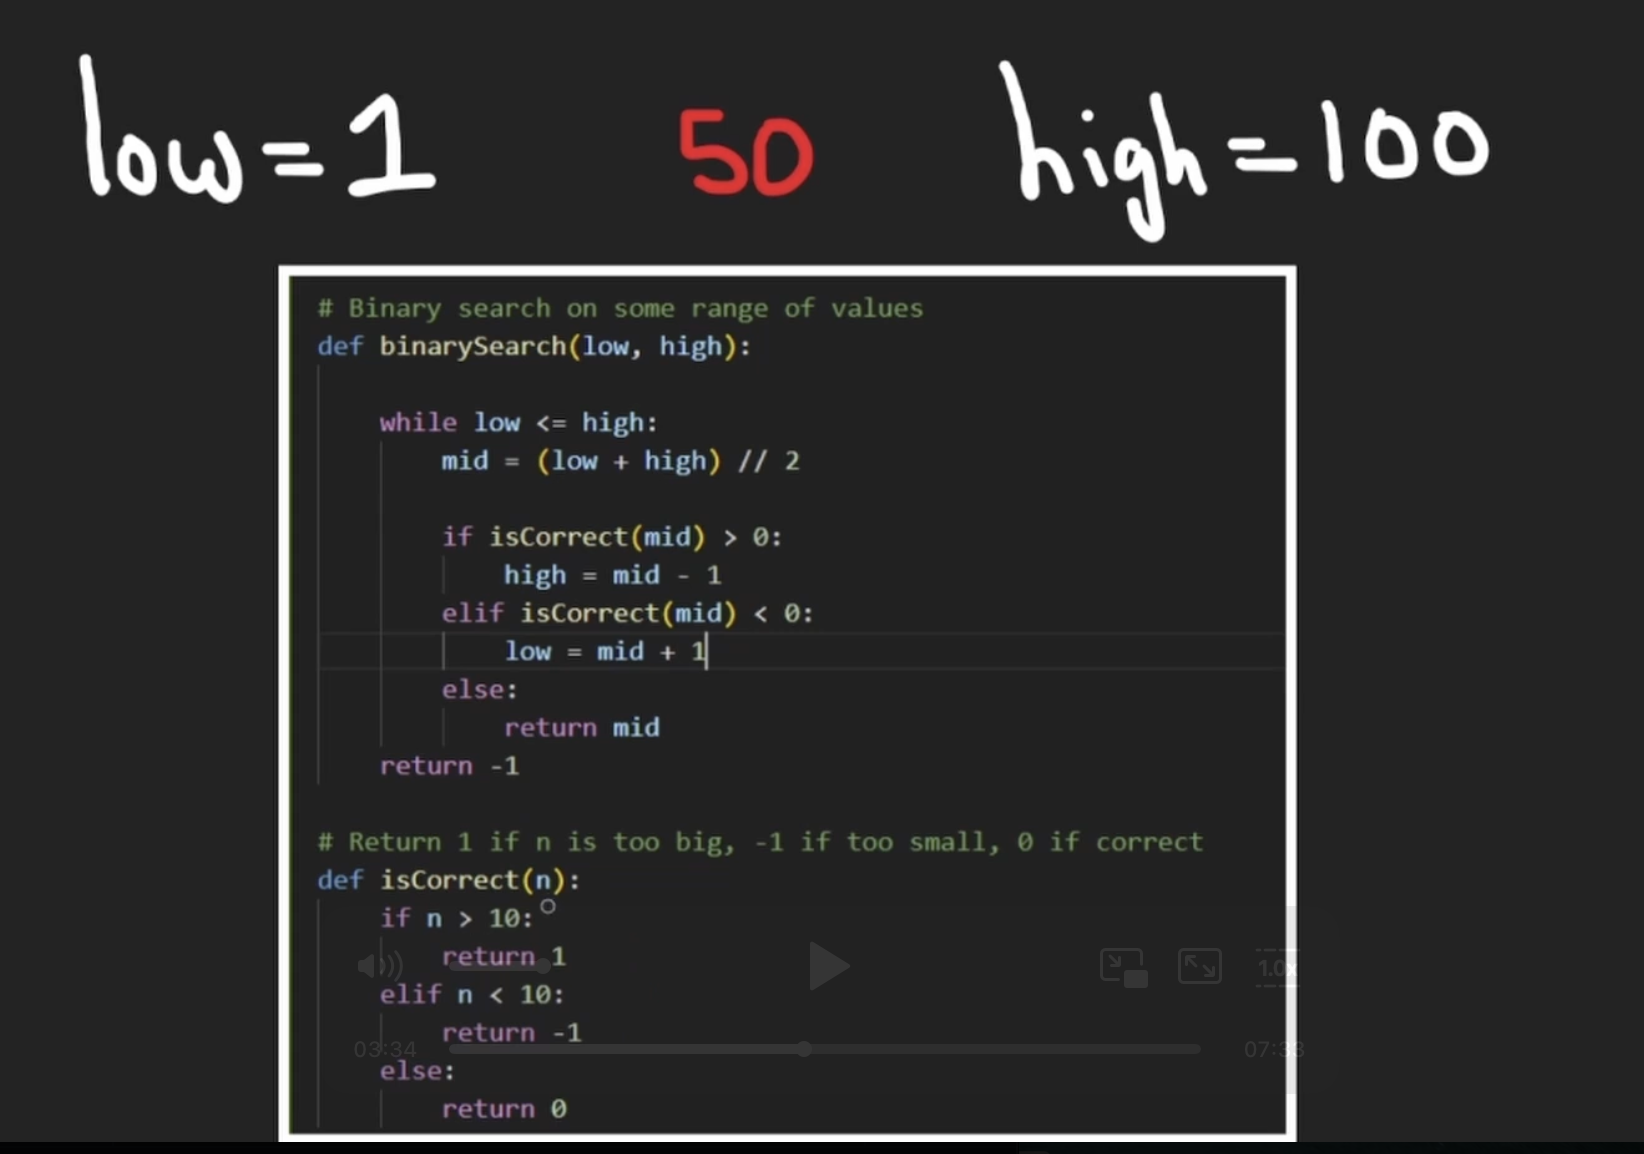 low=1 50 high=100
# Binary search on some range of values
def binarySearch(low, high):
while low <= high:
mid = (low + high) // 2
if isCorrect(mid) > 0:
high = mid - 1
elif isCorrect(mid) < 0:
low = mid + 1
else:
return mid
return -1
# Return 1 if n is too big, -1 if too small, 0 if correct
def isCorrect(n):
if n > 10:
return 1
1.0x
elif n < 10:
return -1
03:34 07:33
else:
return 0